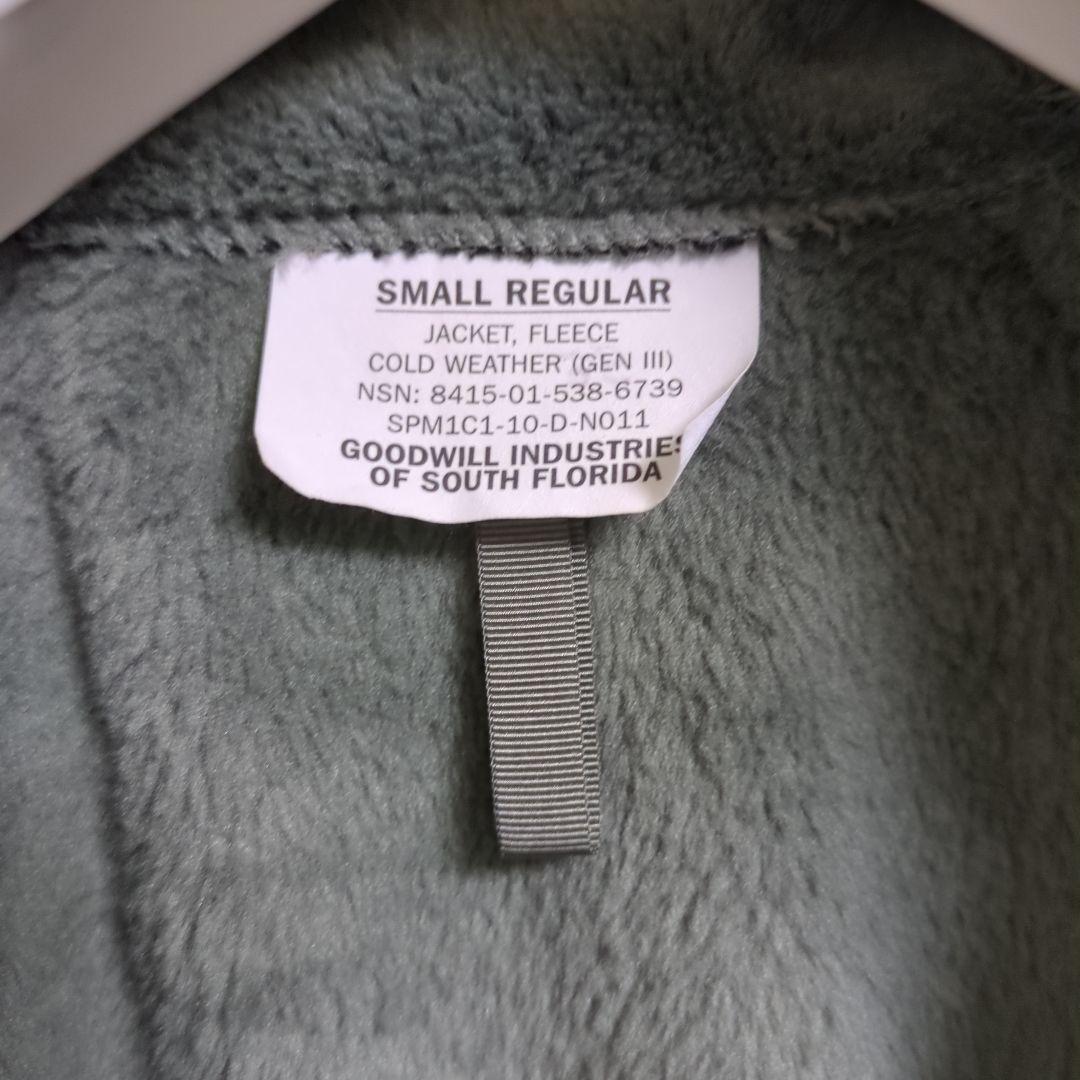 SMALL REGULAR
JACKET, FLEECE
COLD WEATHER (GEN III)
NSN: 8415-01-538-6739
SPM1C1-10-D-N011
GOODWILL INDUSTRIES
OF SOUTH FLORIDA